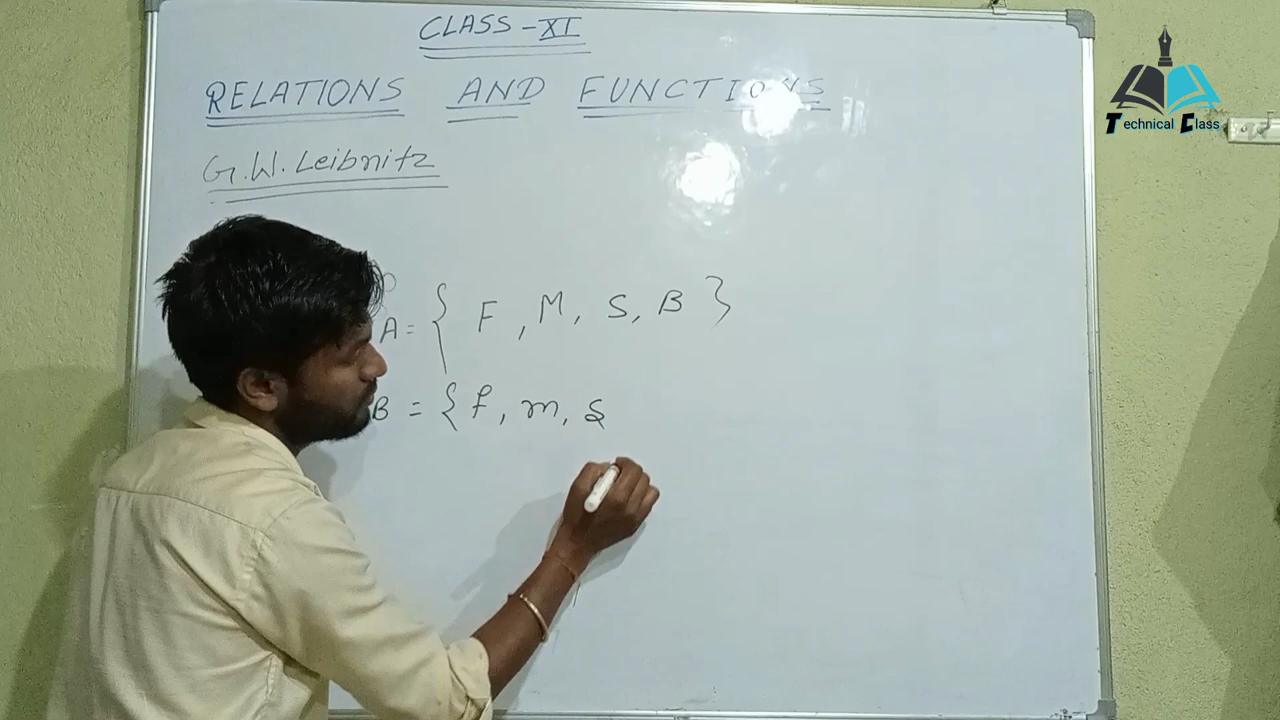 CLASS-XI
RELATIONS AND FUNCTIONS
G.W. Leibnitz
A = { F, M, S, B }
B = { f, m, s
Technical Class